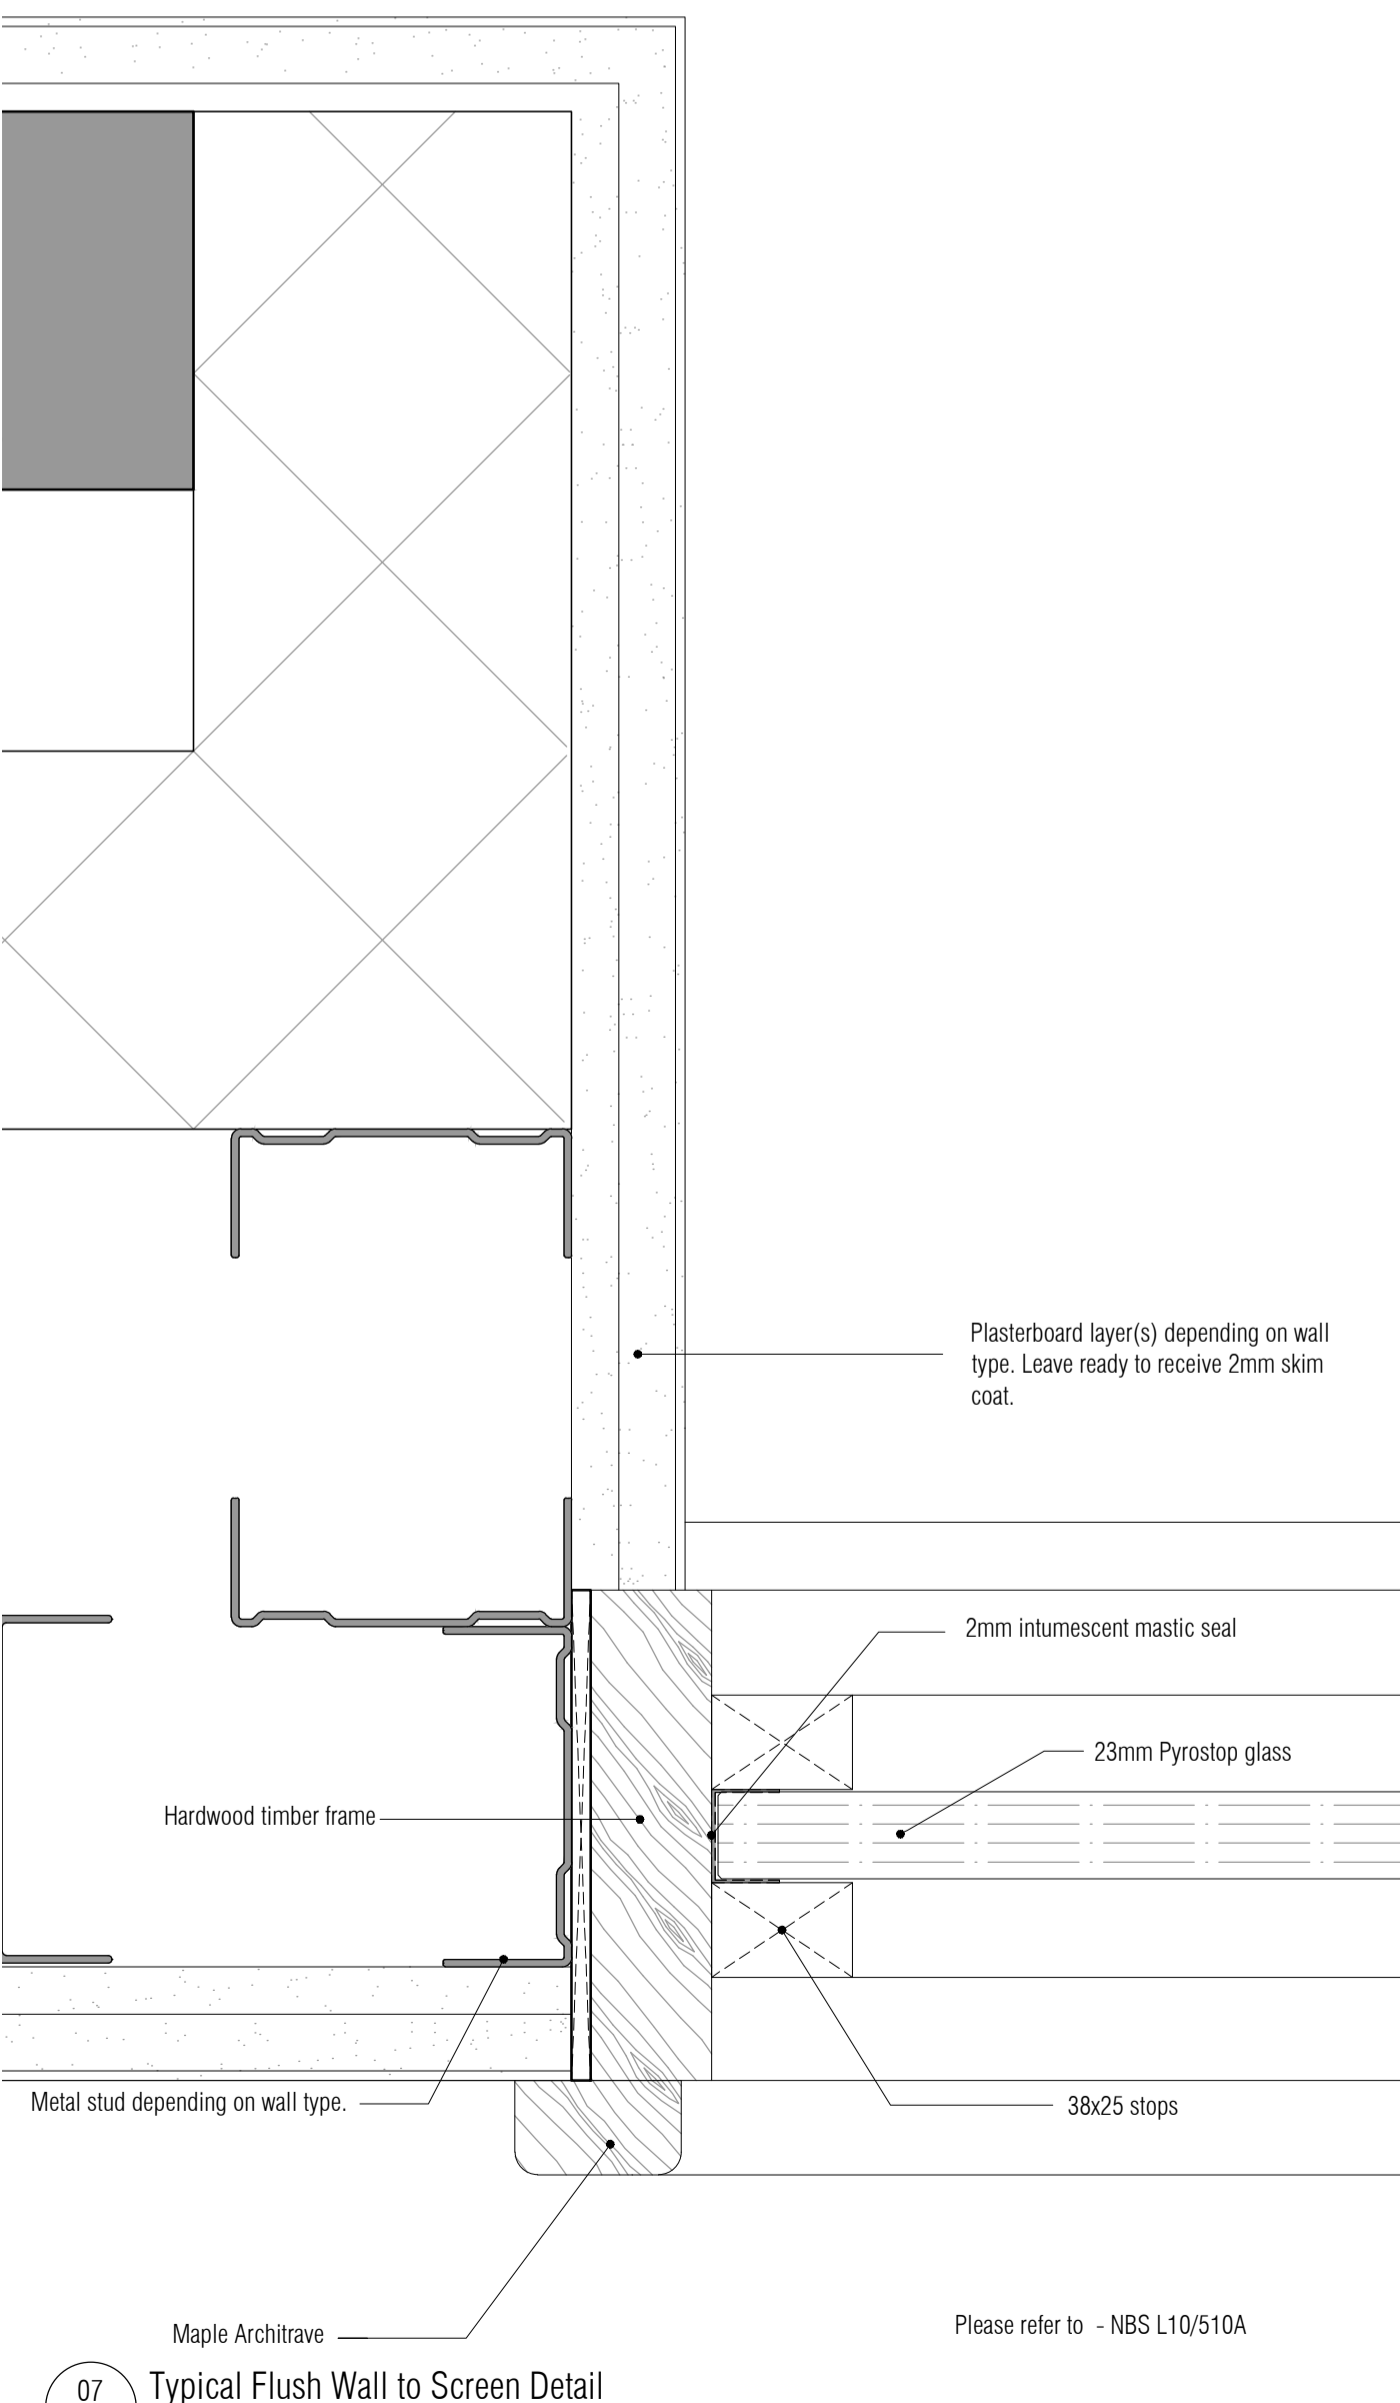 Plasterboard layer(s) depending on wall
type. Leave ready to receive 2mm skim
coat.
2mm intumescent mastic seal
23mm Pyrostop glass
Hardwood timber frame
Metal stud depending on wall type.
38x25 stops
Please refer to - NBS L10/510A
Maple Architrave
07
Typical Flush Wall to Screen Detail